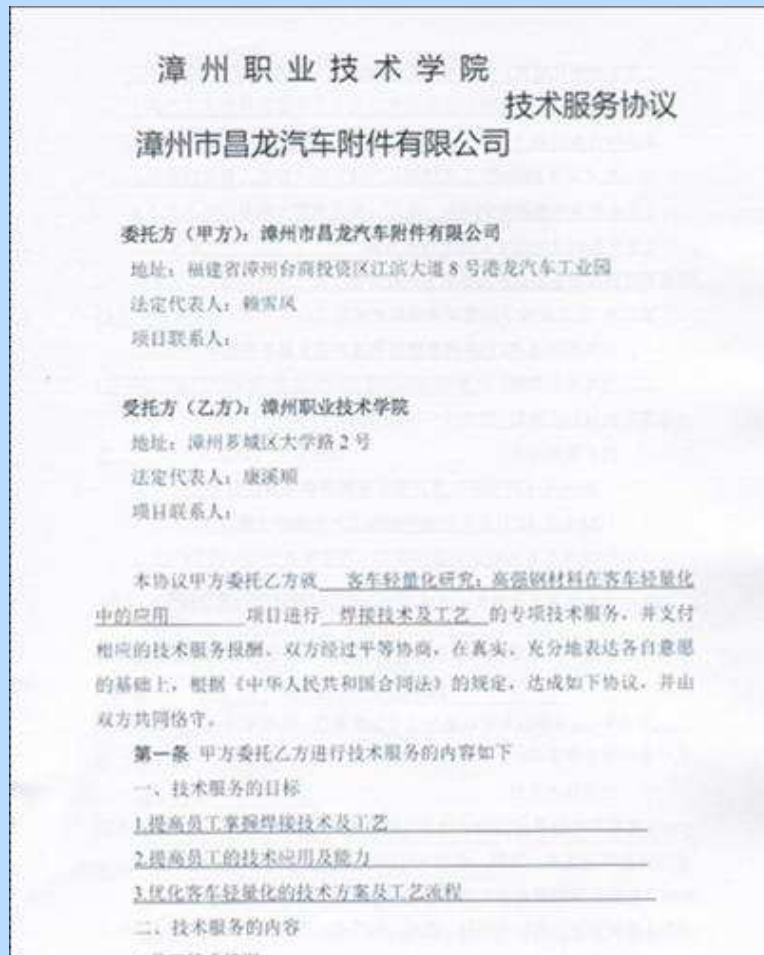 漳州职业技术学院
技术服务协议
漳州市昌龙汽车附件有限公司
委托方（甲方）：漳州市昌龙汽车附件有限公司
地址：福建省漳州台商投资区江滨大道8号港龙汽车工业园
法定代表人：赖雪凤
项目联系人：
受托方（乙方）：漳州职业技术学院
地址：漳州芗城区大学路2号
法定代表人：康溪顺
项目联系人：
本协议甲方委托乙方就 客车轻量化研究：高强钢材料在客车轻量化
中的应用 项目进行 焊接技术及工艺 的专项技术服务，并支付
相应的技术服务报酬。双方经过平等协商，在真实、充分地表达各自意愿
的基础上，根据《中华人民共和国合同法》的规定，达成如下协议，并由
双方共同恪守。
第一条 甲方委托乙方进行技术服务的内容如下
一、技术服务的目标
1.提高员工掌握焊接技术及工艺
2.提高员工的技术应用及能力
3.优化客车轻量化的技术方案及工艺流程
二、技术服务的内容